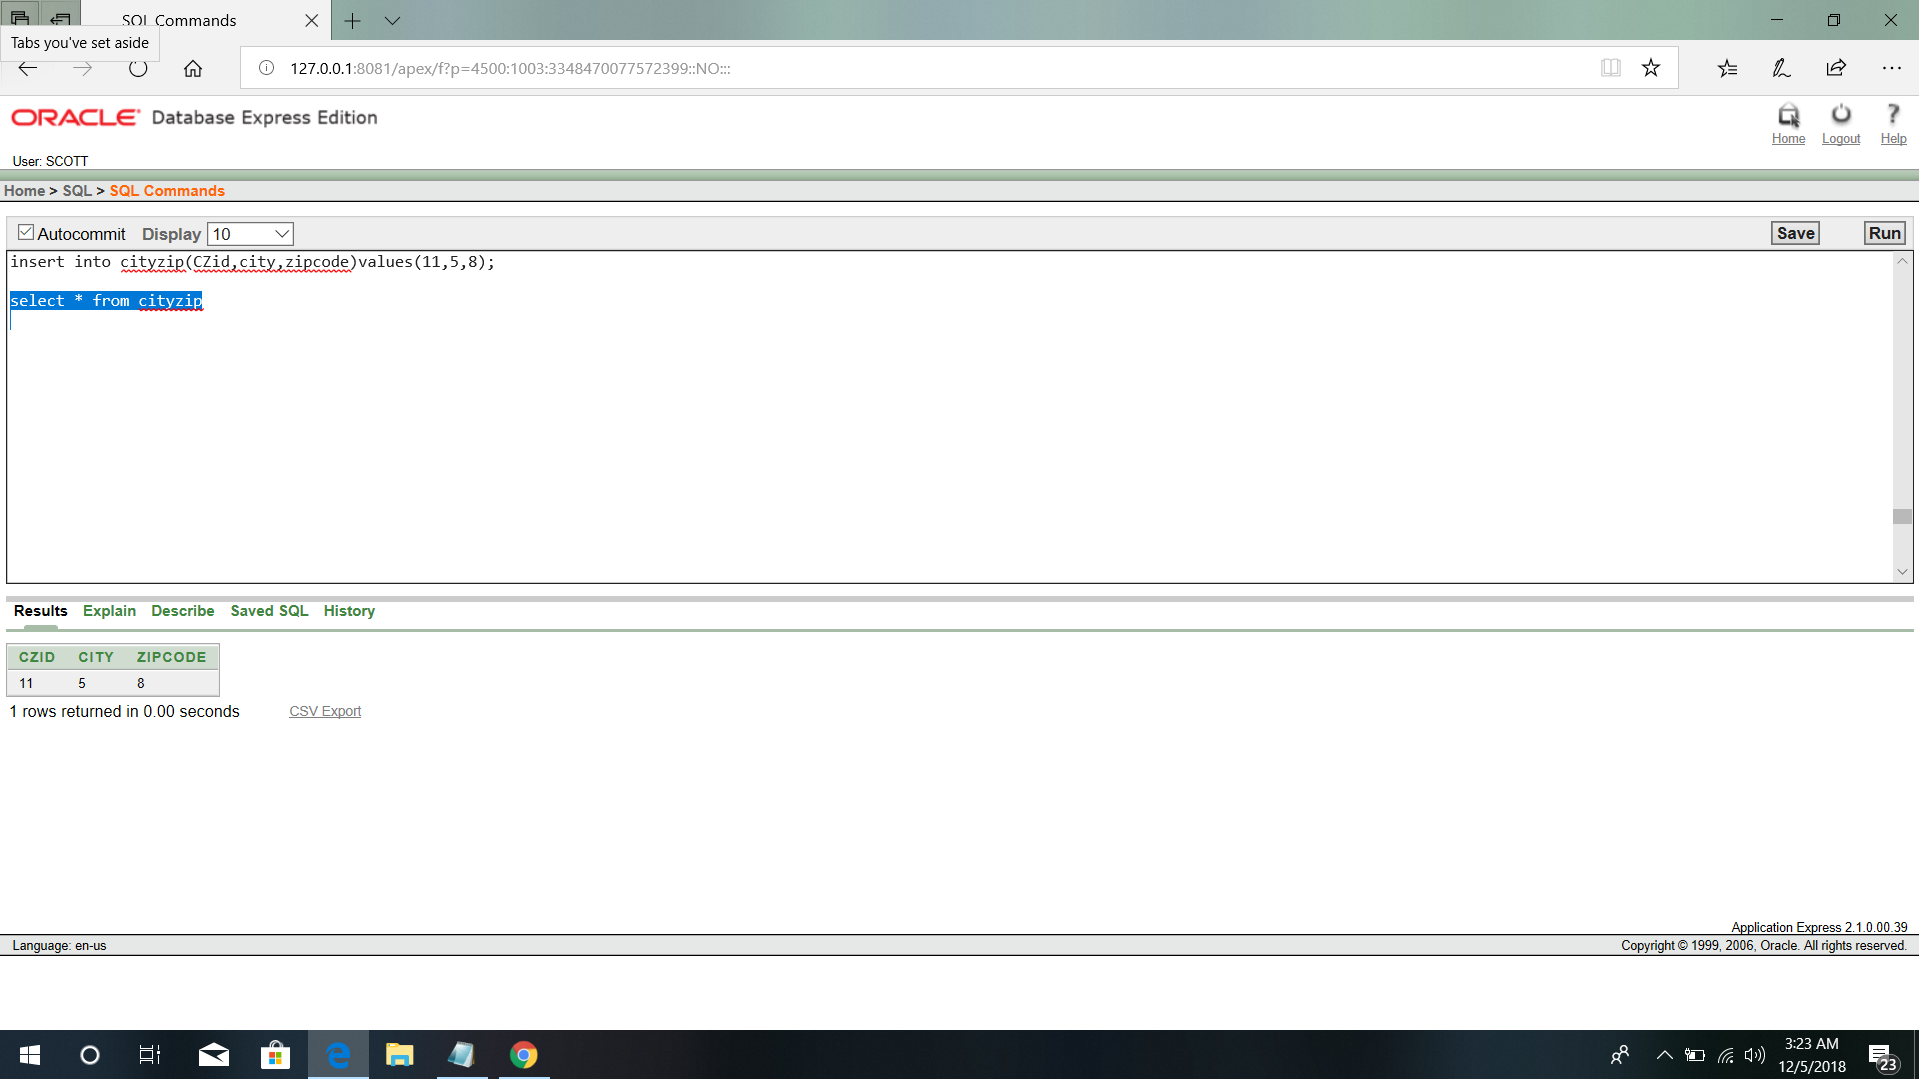 SQL Commands
Tabs you've set aside
127.0.0.1:8081/apex/f?p=4500:1003:3348470077572399::NO:::
ORACLE Database Express Edition
Home Logout Help
User: SCOTT
Home > SQL > SQL Commands
Autocommit Display 10 Save Run
insert into cityzip(CZid,city,zipcode)values(11,5,8);
select * from cityzip
Results Explain Describe Saved SQL History
CZID CITY ZIPCODE
11 5 8
1 rows returned in 0.00 seconds CSV Export
Application Express 2.1.0.00.39
Language: en-us Copyright © 1999, 2006, Oracle. All rights reserved.
3:23 AM
12/5/2018
23